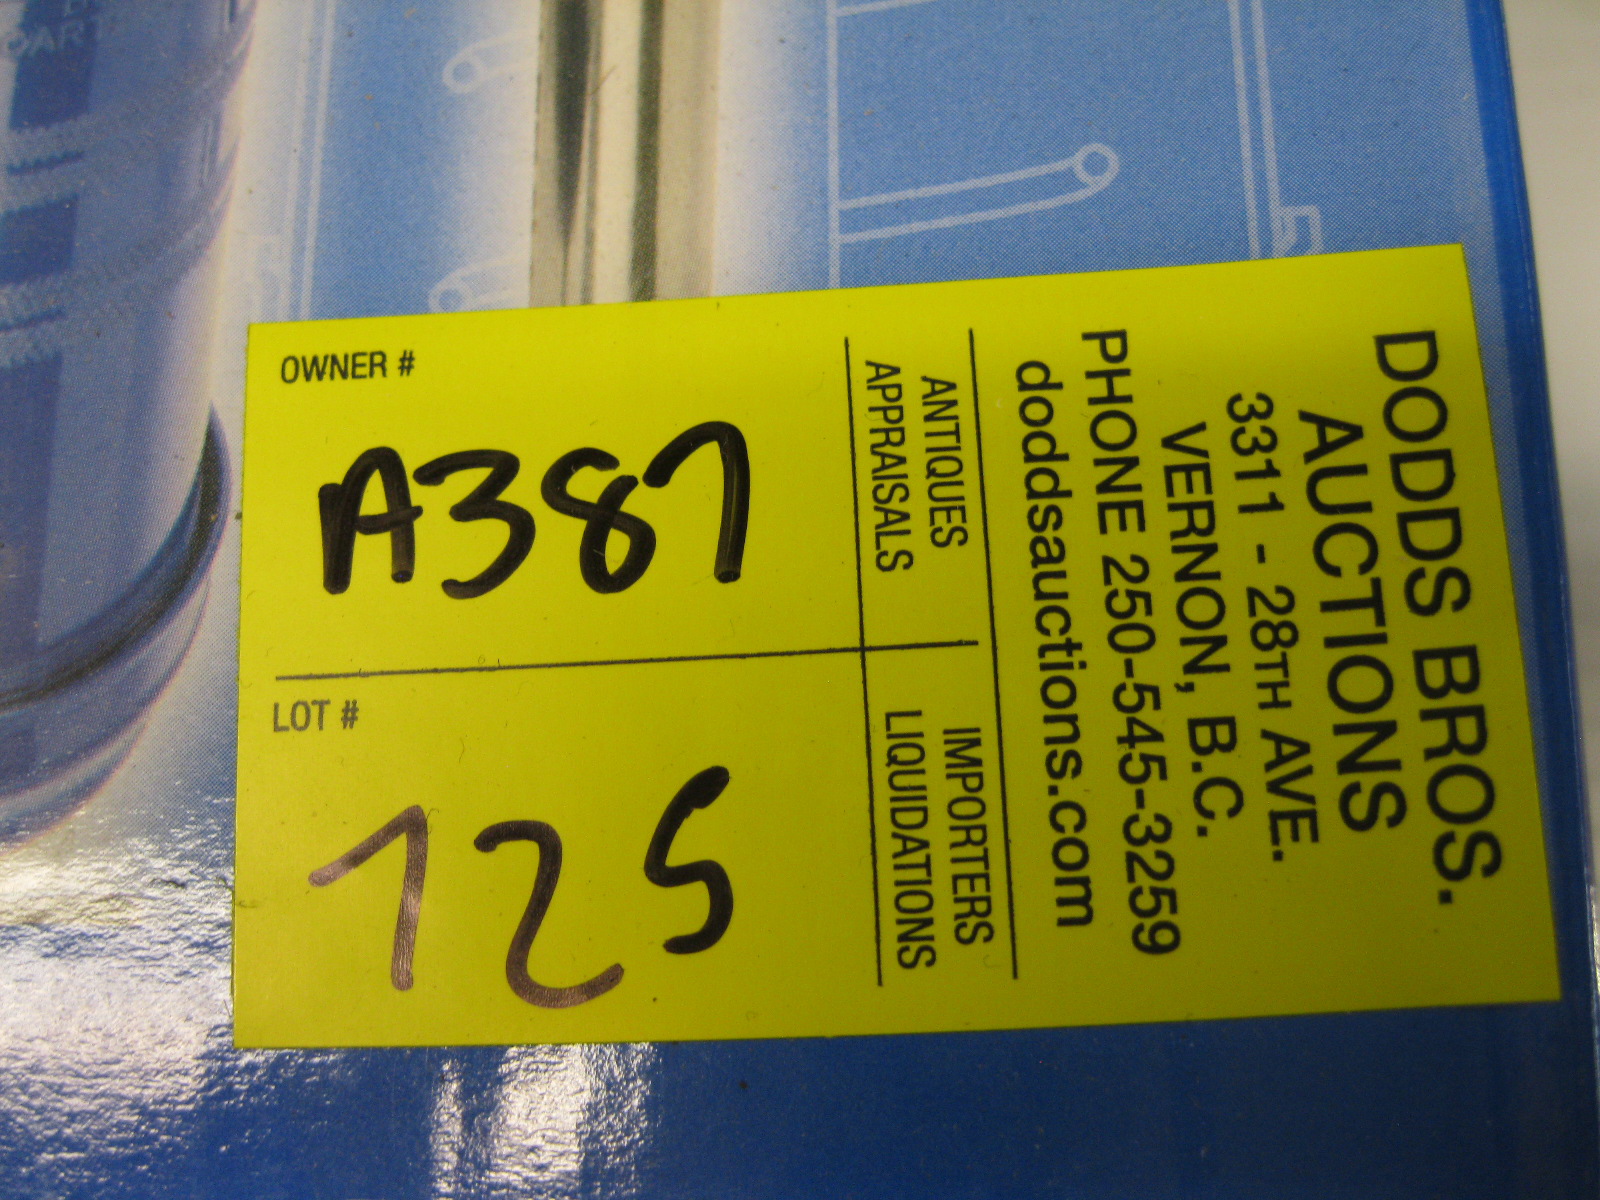 OWNER #
A387
LOT #
125
ANTIQUES
APPRAISALS
IMPORTERS
LIQUIDATIONS
DODDS BROS.
AUCTIONS
3311 - 28TH AVE.
VERNON, B.C.
PHONE 250-545-3259
doddsauctions.com